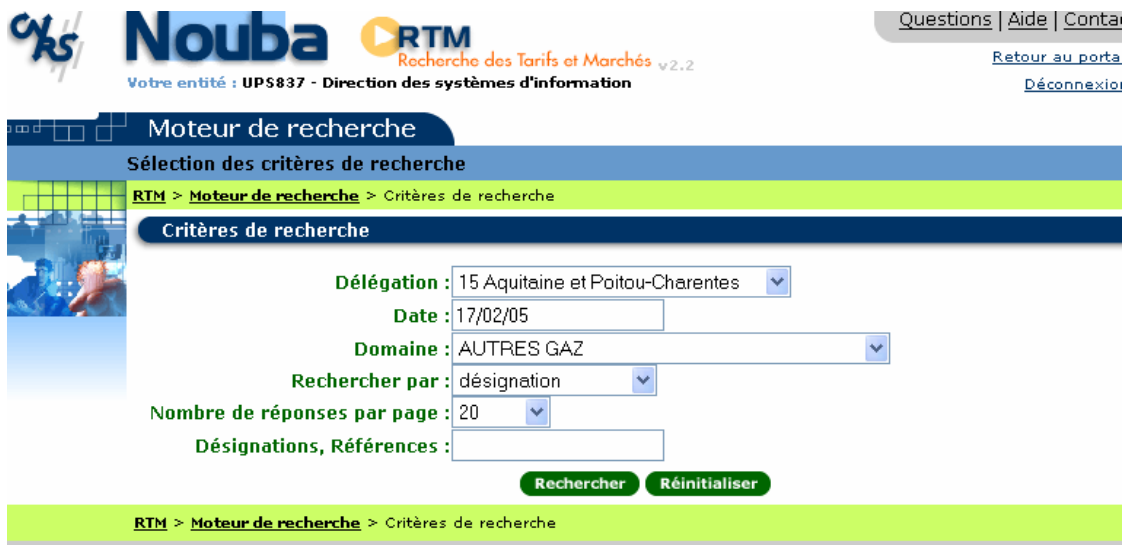 CNRS
Nouba
RTM
Recherche des Tarifs et Marchés v2.2
Questions | Aide | Contac
Retour au porta
Déconnexion
Votre entité : UPS837 - Direction des systèmes d'information
Moteur de recherche
Sélection des critères de recherche
RTM > Moteur de recherche > Critères de recherche
Critères de recherche
Délégation : 15 Aquitaine et Poitou-Charentes
Date : 17/02/05
Domaine : AUTRES GAZ
Rechercher par : désignation
Nombre de réponses par page : 20
Désignations, Références :
Rechercher Réinitialiser
RTM > Moteur de recherche > Critères de recherche